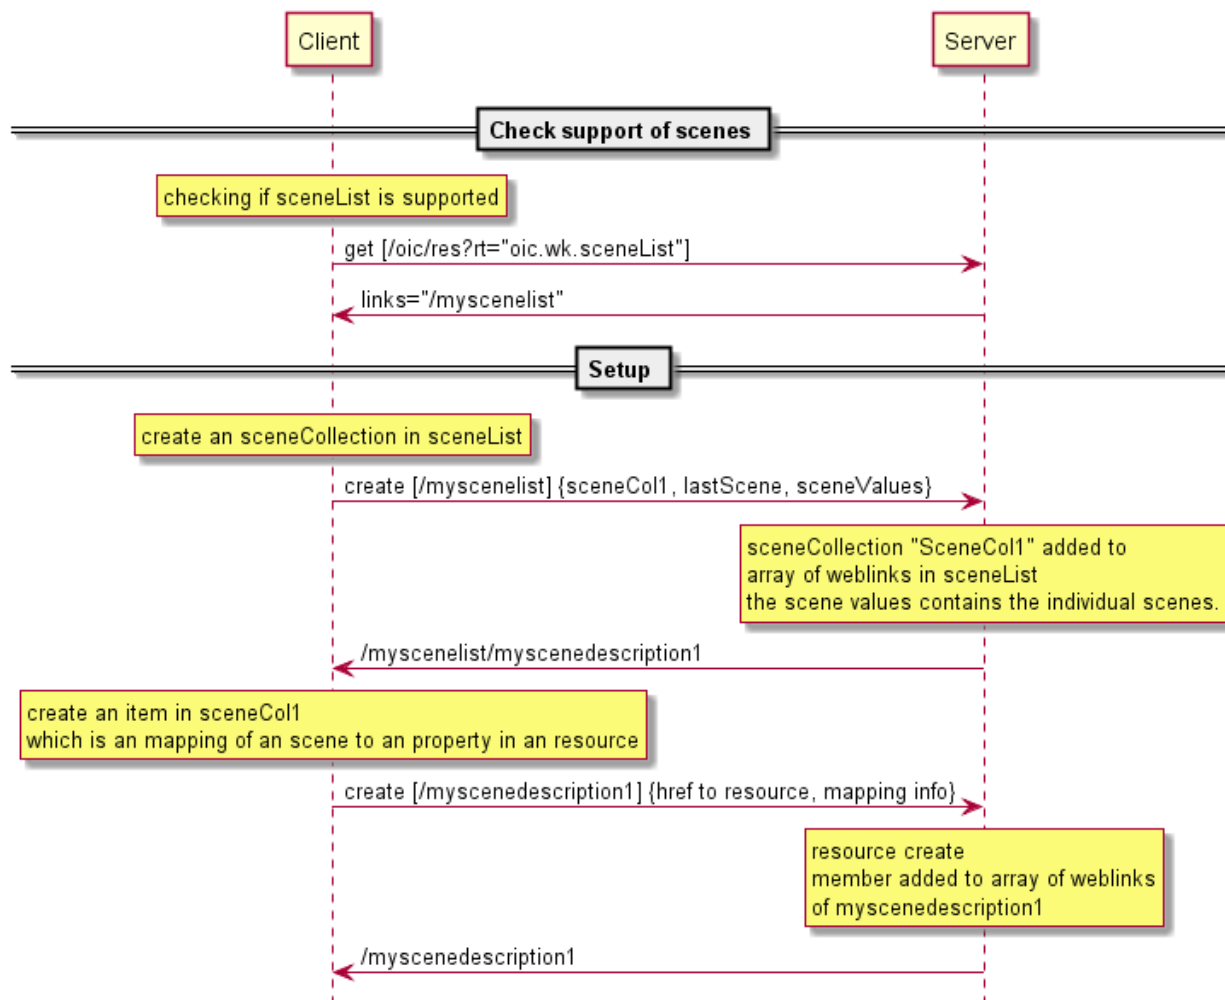 Client
Server
Check support of scenes
checking if sceneList is supported
get [/oic/res?rt="oic.wk.sceneList"]
links="/myscenelist"
Setup
create an sceneCollection in sceneList
create [/myscenelist] {sceneCol1, lastScene, sceneValues}
sceneCollection "SceneCol1" added to
array of weblinks in sceneList
the scene values contains the individual scenes.
/myscenelist/myscenedescription1
create an item in sceneCol1
which is an mapping of an scene to an property in an resource
create [/myscenedescription1] {href to resource, mapping info}
resource create
member added to array of weblinks
of myscenedescription1
/myscenedescription1